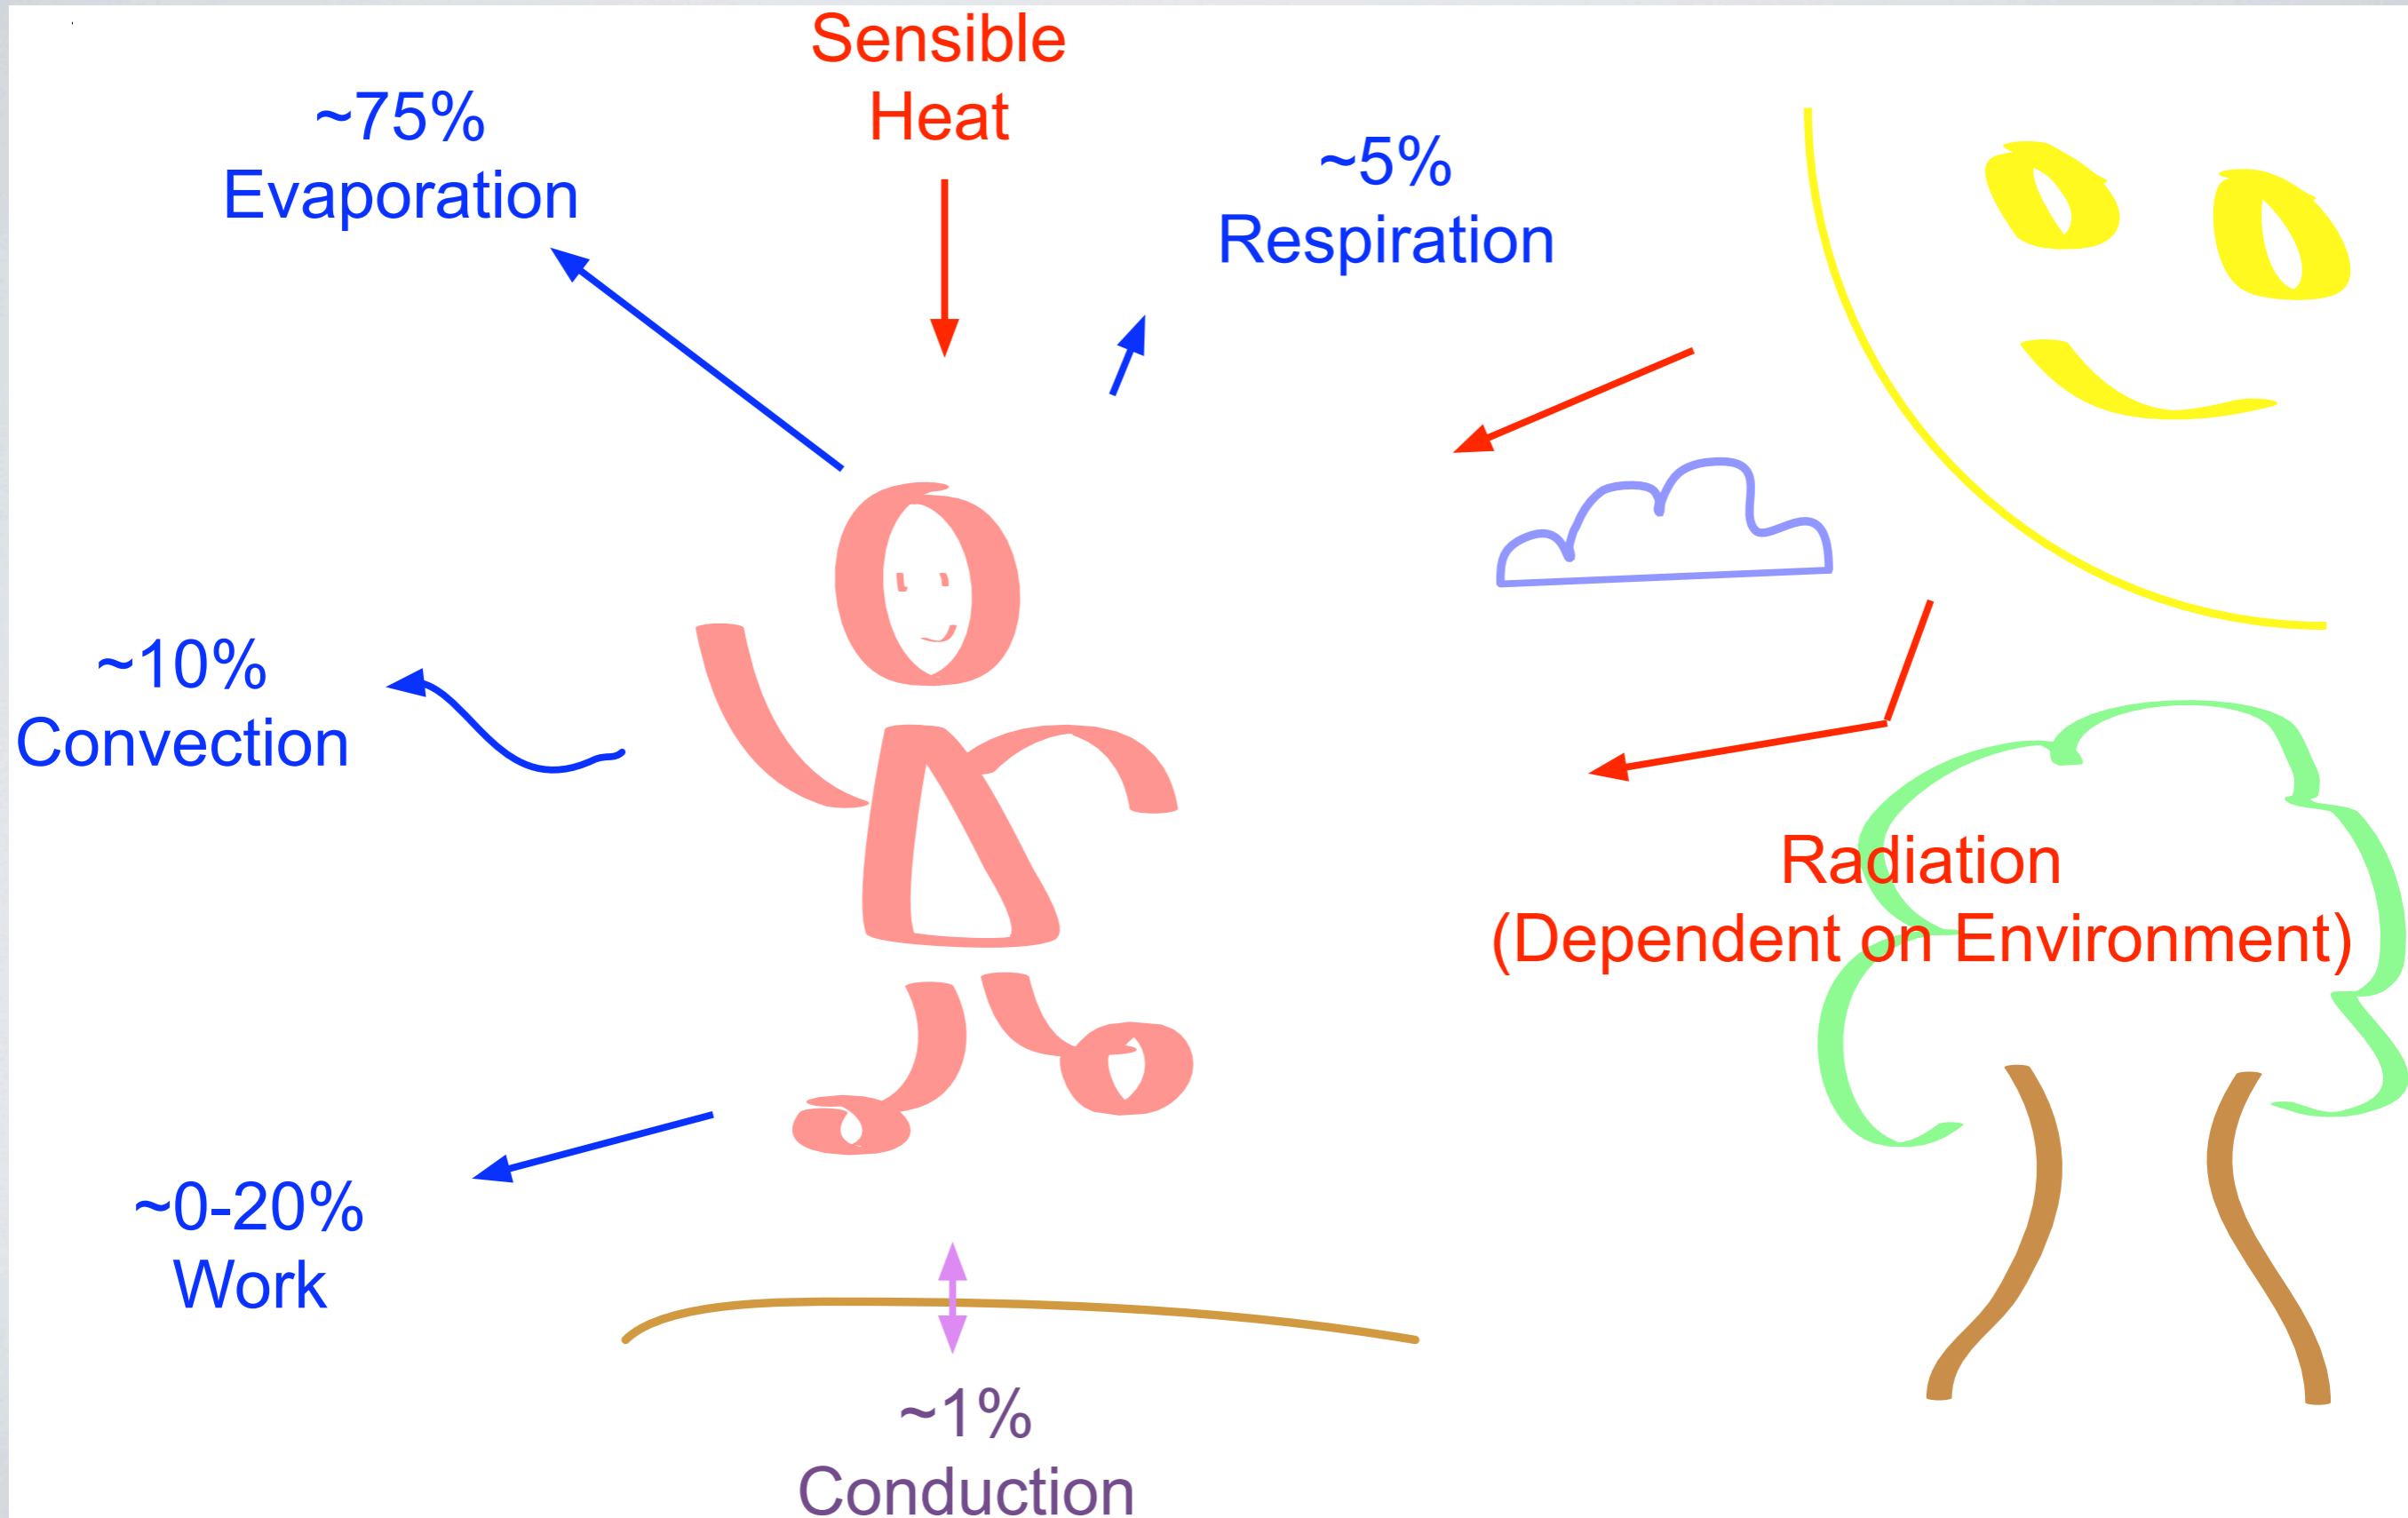 Sensible
Heat
~75%
Evaporation
~5%
Respiration
~10%
Convection
Radiation
(Dependent on Environment)
~0-20%
Work
~1%
Conduction